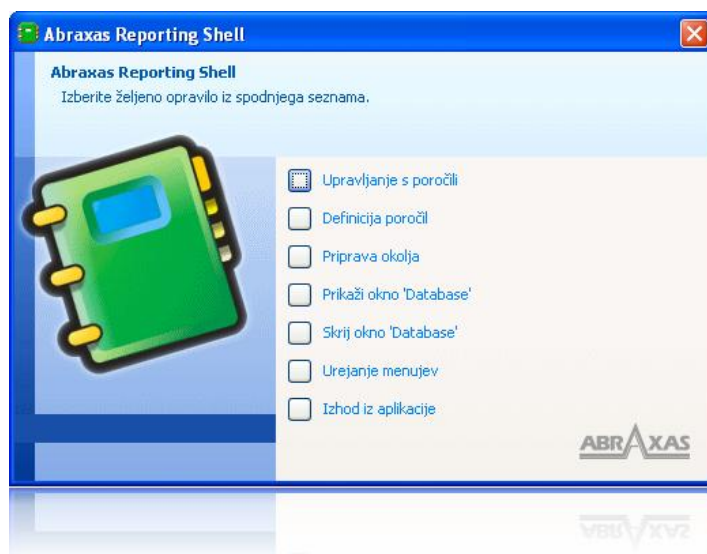 Abraxas Reporting Shell
Abraxas Reporting Shell
Izberite željeno opravilo iz spodnjega seznama.
Upravljanje s poročili
Definicija poročil
Priprava okolja
Prikaži okno 'Database'
Skrij okno 'Database'
Urejanje menujev
Izhod iz aplikacije
ABRAXAS